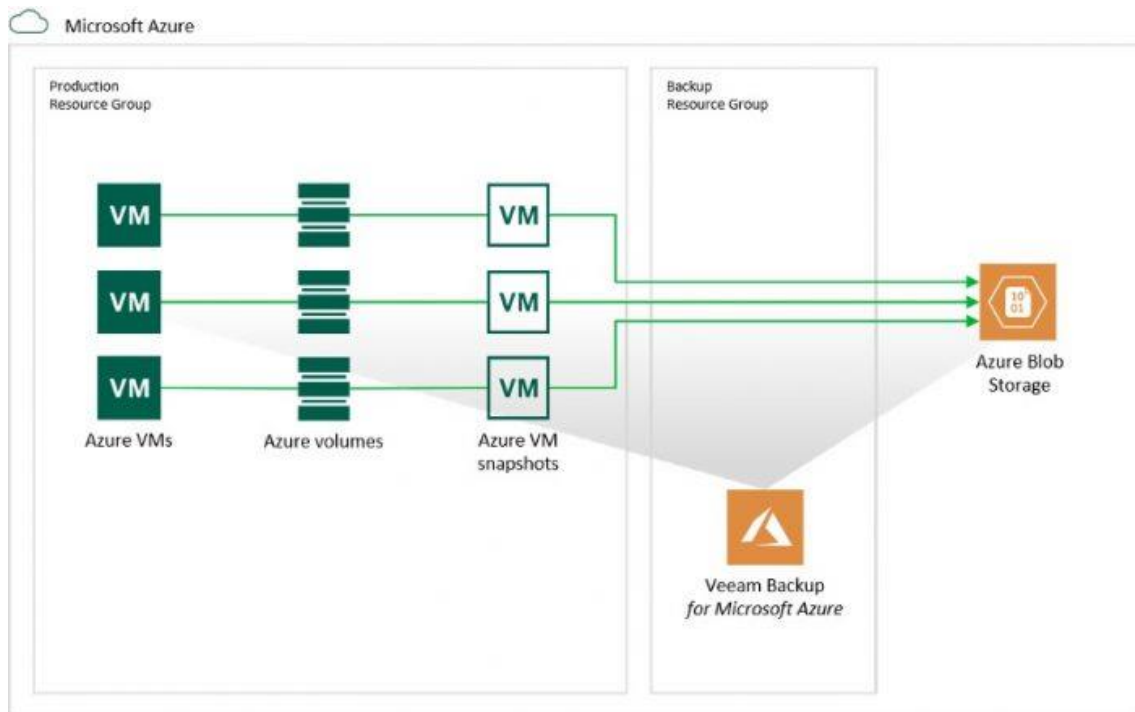 Microsoft Azure
Production
Resource Group
Backup
Resource Group
VM
VM
VM
VM
VM
VM
10
01
Azure Blob
Storage
Azure VMs
Azure volumes
Azure VM
snapshots
Veeam Backup
for Microsoft Azure